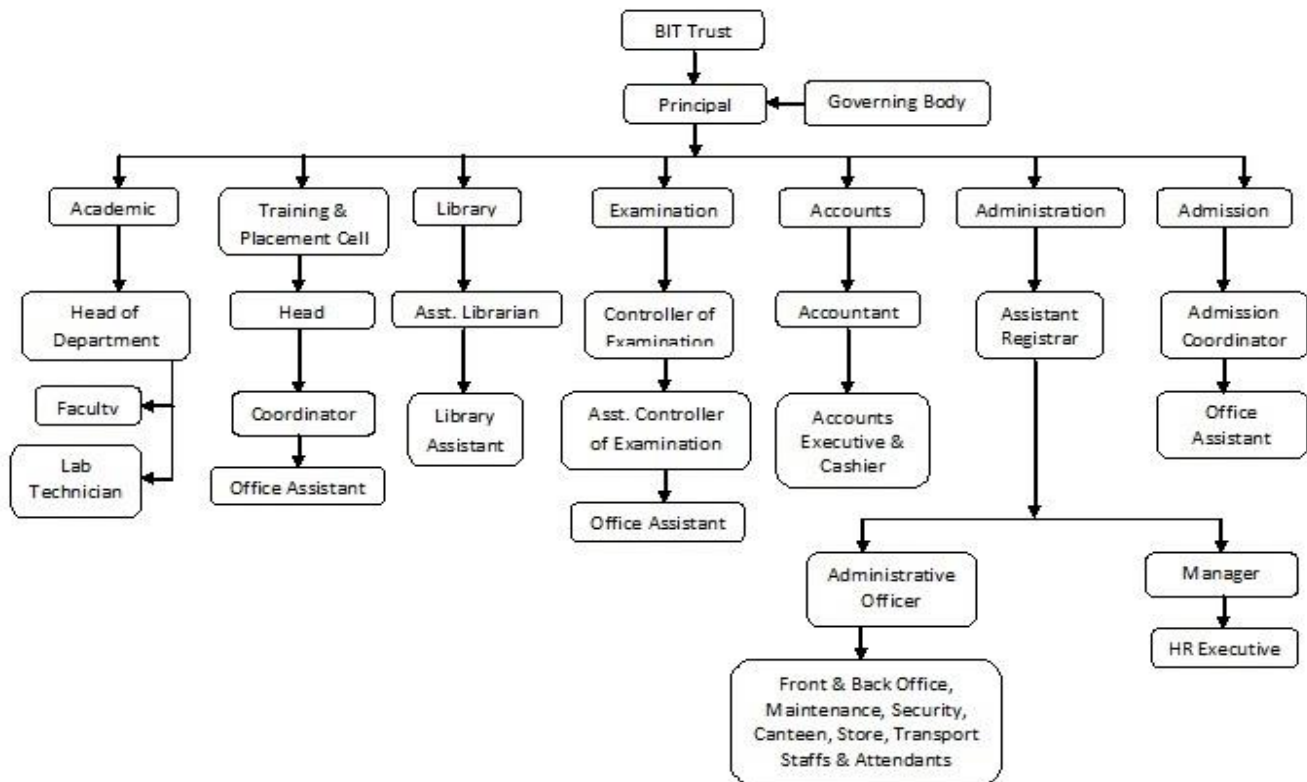 BIT Trust
Principal
Governing Body
Academic
Training &
Placement Cell
Library
Examination
Accounts
Administration
Admission
Head of
Department
Head
Asst. Librarian
Controller of
Examination
Accountant
Assistant
Registrar
Admission
Coordinator
Faculty
Lab
Technician
Coordinator
Office Assistant
Library
Assistant
Asst. Controller
of Examination
Office Assistant
Accounts
Executive &
Cashier
Office
Assistant
Administrative
Officer
Manager
HR Executive
Front & Back Office,
Maintenance, Security,
Canteen, Store, Transport
Staffs & Attendants